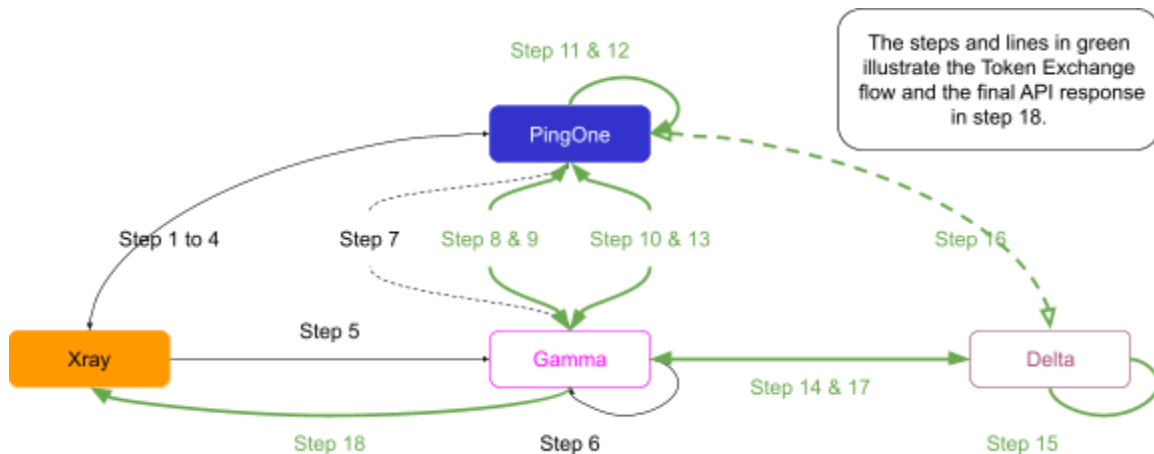 Step 11 & 12
The steps and lines in green
illustrate the Token Exchange
flow and the final API response
in step 18.
PingOne
Step 1 to 4
Step 7
Step 8 & 9
Step 10 & 13
Step 16
Step 5
Xray
Gamma
Delta
Step 14 & 17
Step 18
Step 6
Step 15